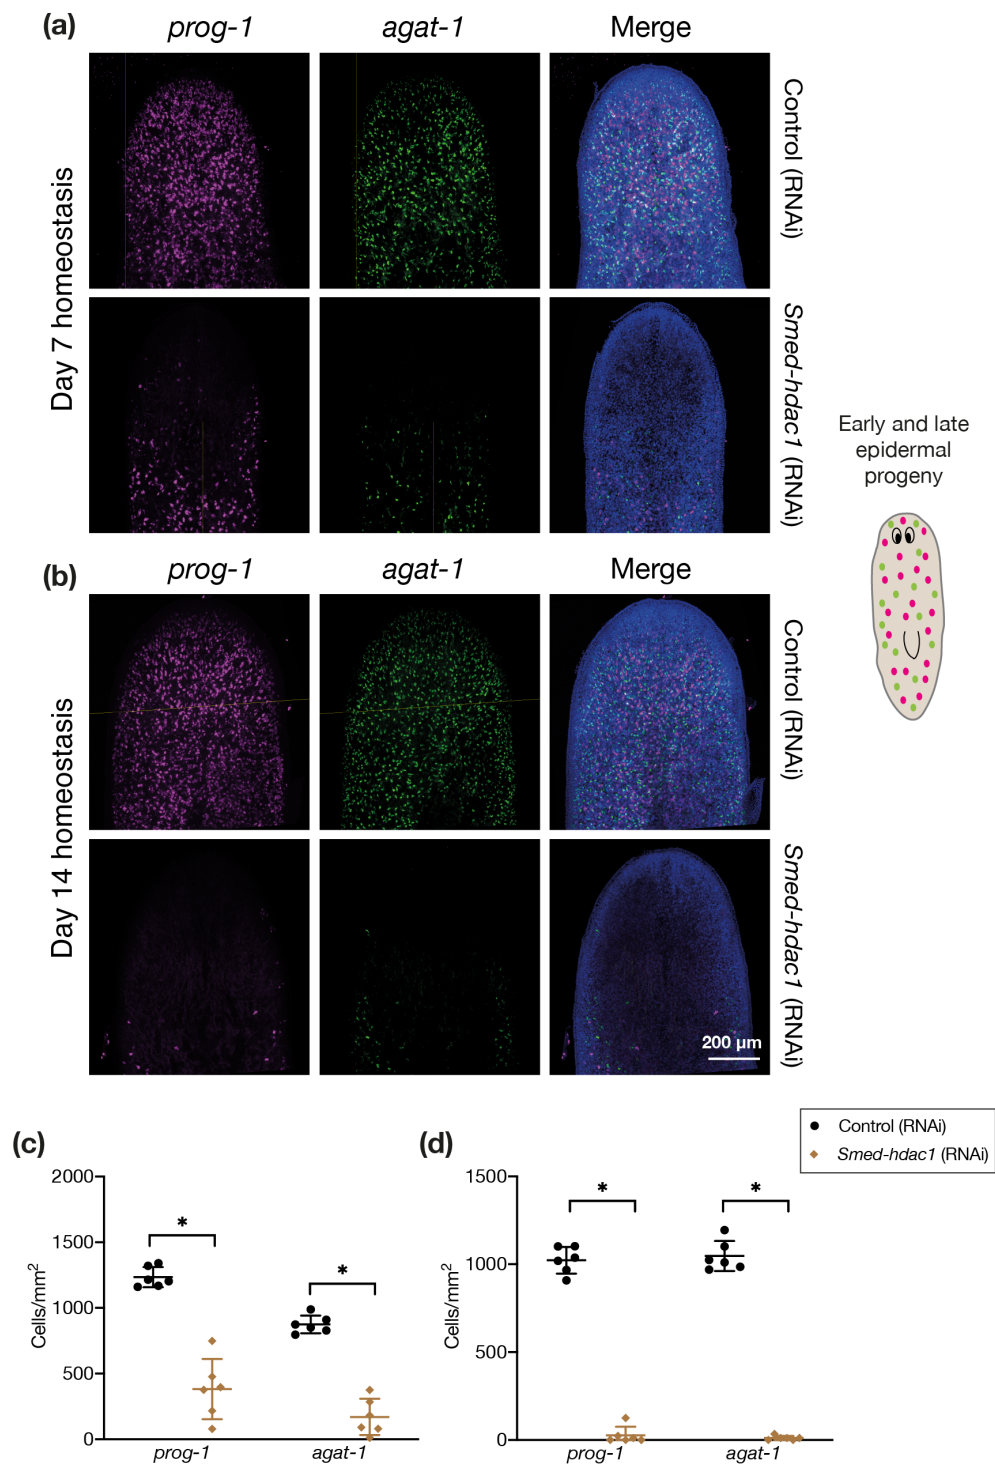 (a)
prog-1
agat-1
Merge
Day 7 homeostasis
Control (RNAi)
Smed-hdac1 (RNAi)
(b)
prog-1
agat-1
Merge
Day 14 homeostasis
Control (RNAi)
Smed-hdac1 (RNAi)
200 μm
Early and late
epidermal
progeny
(c)
Cells/mm²
2000
1500
1000
500
0
*
*
prog-1
agat-1
(d)
Cells/mm²
1500
1000
500
0
*
*
prog-1
agat-1
Control (RNAi)
Smed-hdac1 (RNAi)